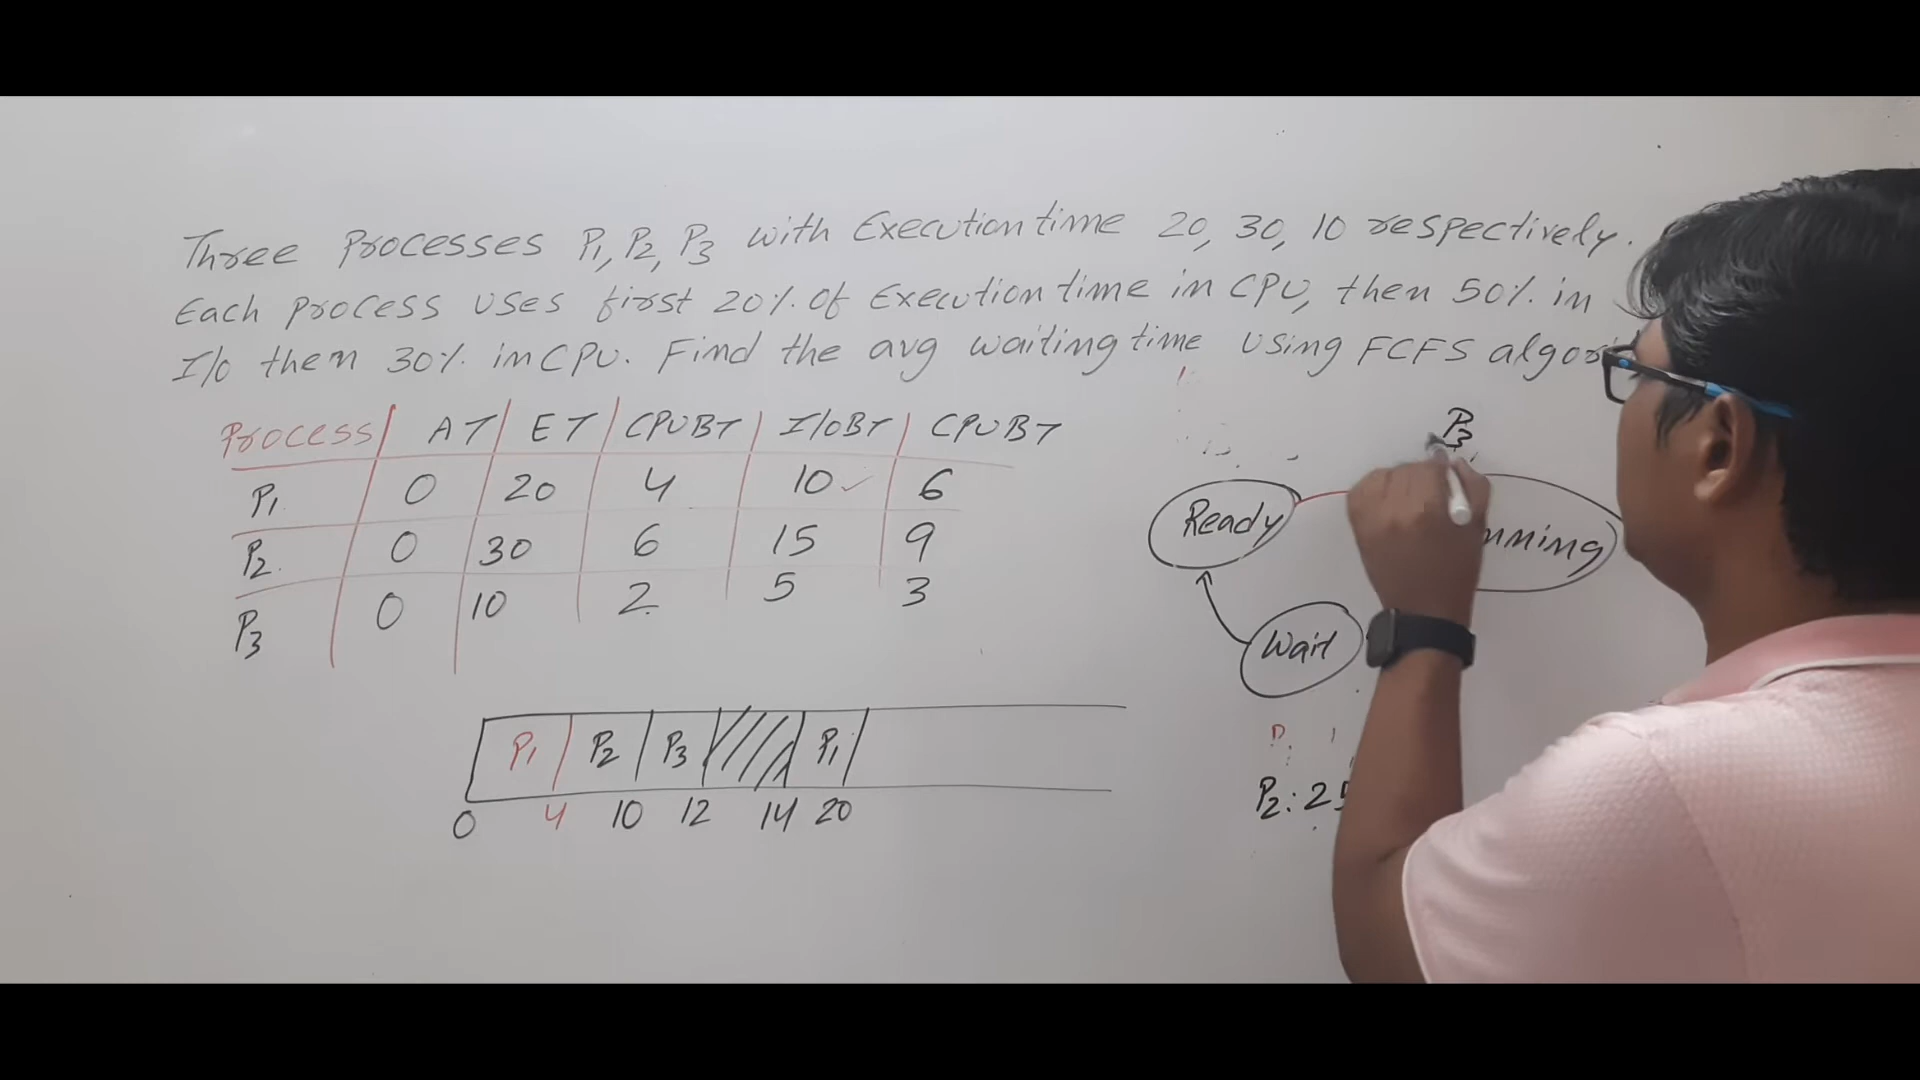 Three Processes P1, P2, P3 with Execution time 20, 30, 10 respectively.
Each process uses first 20% of Execution time in CPU, then 50% in
I/o then 30% in CPU. Find the avg waiting time using FCFS
Process AT ET CPUBT I/OBT CPUBT
P1 0 20 4 10 ✓ 6
P2 0 30 6 15 9
P3 0 10 2 5 3
P3
Ready
Wait
P1 P2 P3 P1
0 4 10 12 14 20
P2: